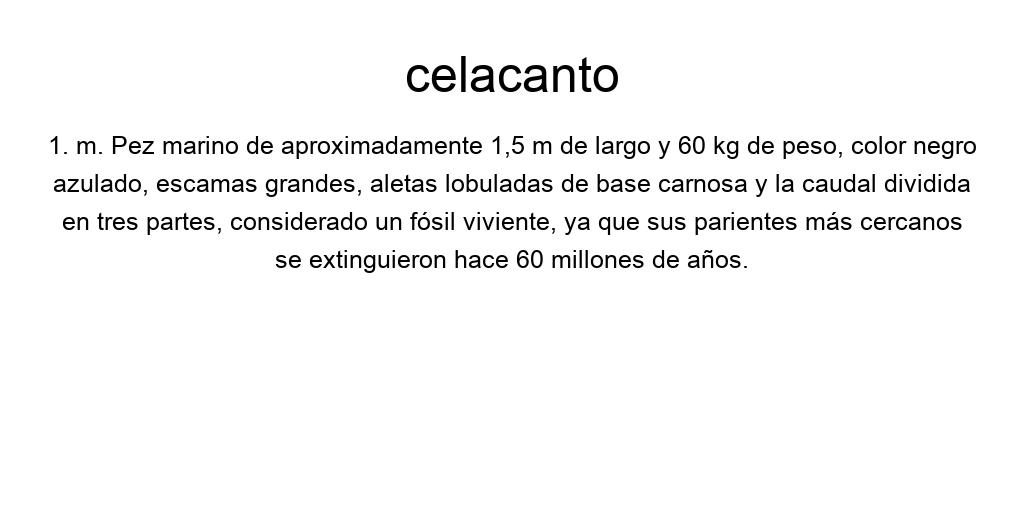 celacanto
1. m. Pez marino de aproximadamente 1,5 m de largo y 60 kg de peso, color negro
azulado, escamas grandes, aletas lobuladas de base carnosa y la caudal dividida
en tres partes, considerado un fósil viviente, ya que sus parientes más cercanos
se extinguieron hace 60 millones de años.